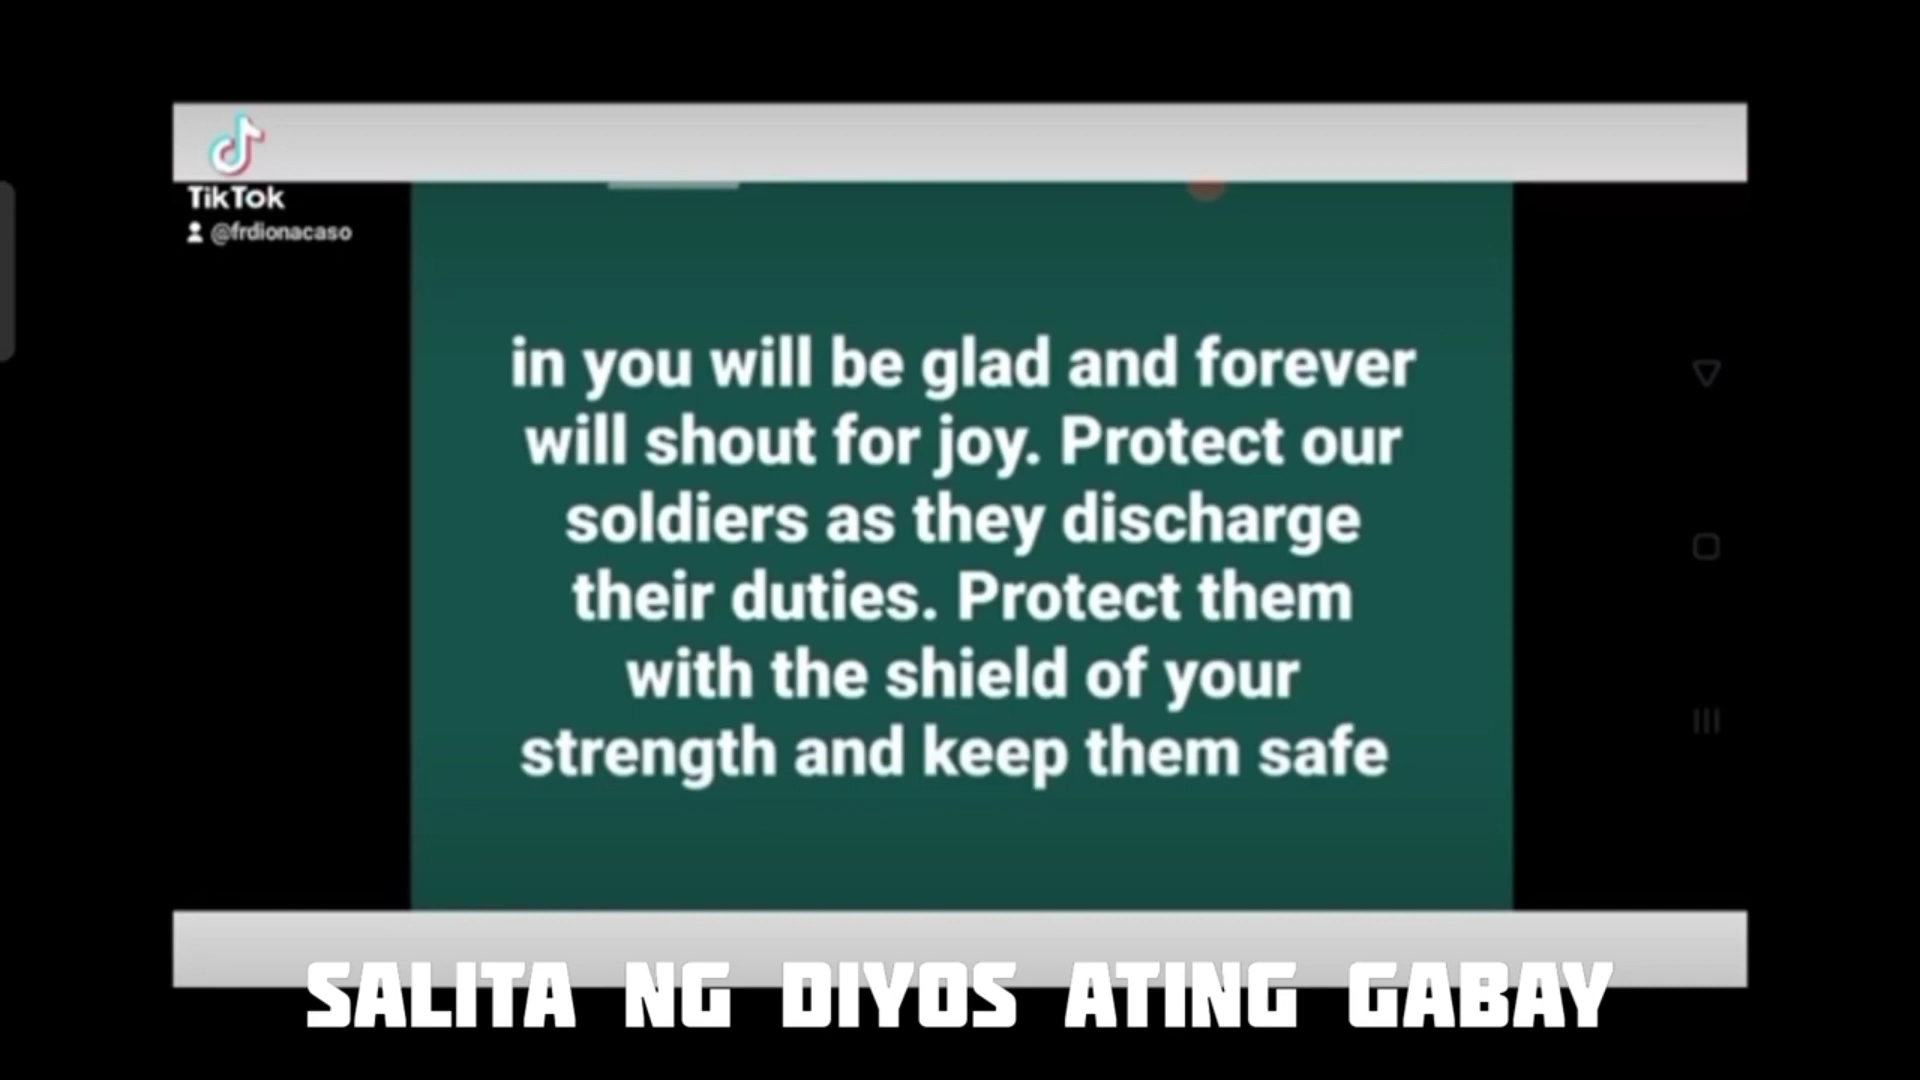 TikTok
@frdionacaso
in you will be glad and forever
will shout for joy. Protect our
soldiers as they discharge
their duties. Protect them
with the shield of your
strength and keep them safe
SALITA NG DIYOS ATING GABAY